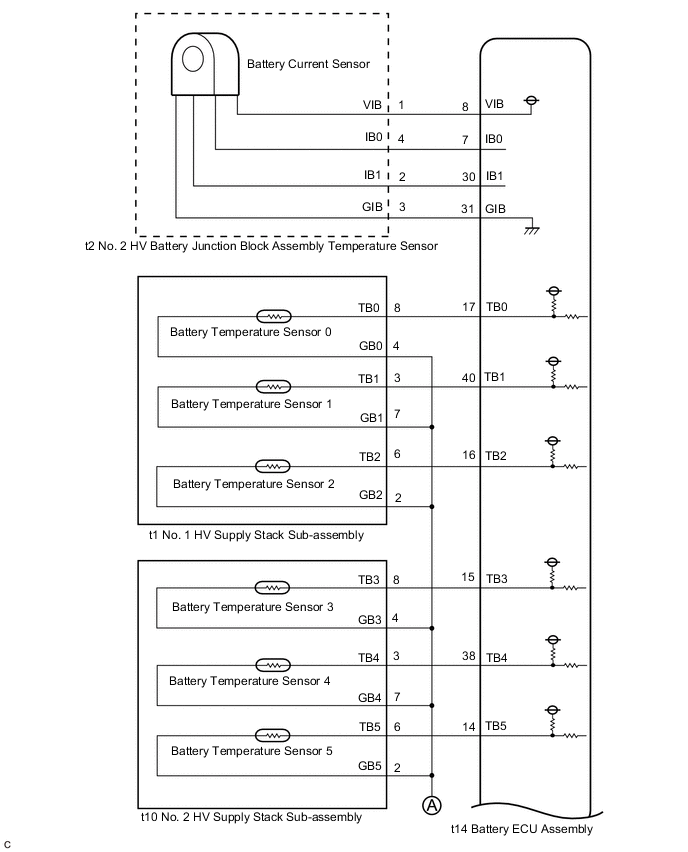 Battery Current Sensor
VIB 1 8 VIB
IB0 4 7 IB0
IB1 2 30 IB1
GIB 3 31 GIB
t2 No. 2 HV Battery Junction Block Assembly Temperature Sensor
TB0 8 17 TB0
Battery Temperature Sensor 0
GB0 4
TB1 3 40 TB1
Battery Temperature Sensor 1
GB1 7
TB2 6 16 TB2
Battery Temperature Sensor 2
GB2 2
t1 No. 1 HV Supply Stack Sub-assembly
TB3 8 15 TB3
Battery Temperature Sensor 3
GB3 4
TB4 3 38 TB4
Battery Temperature Sensor 4
GB4 7
TB5 6 14 TB5
Battery Temperature Sensor 5
GB5 2
A
t10 No. 2 HV Supply Stack Sub-assembly
t14 Battery ECU Assembly
C